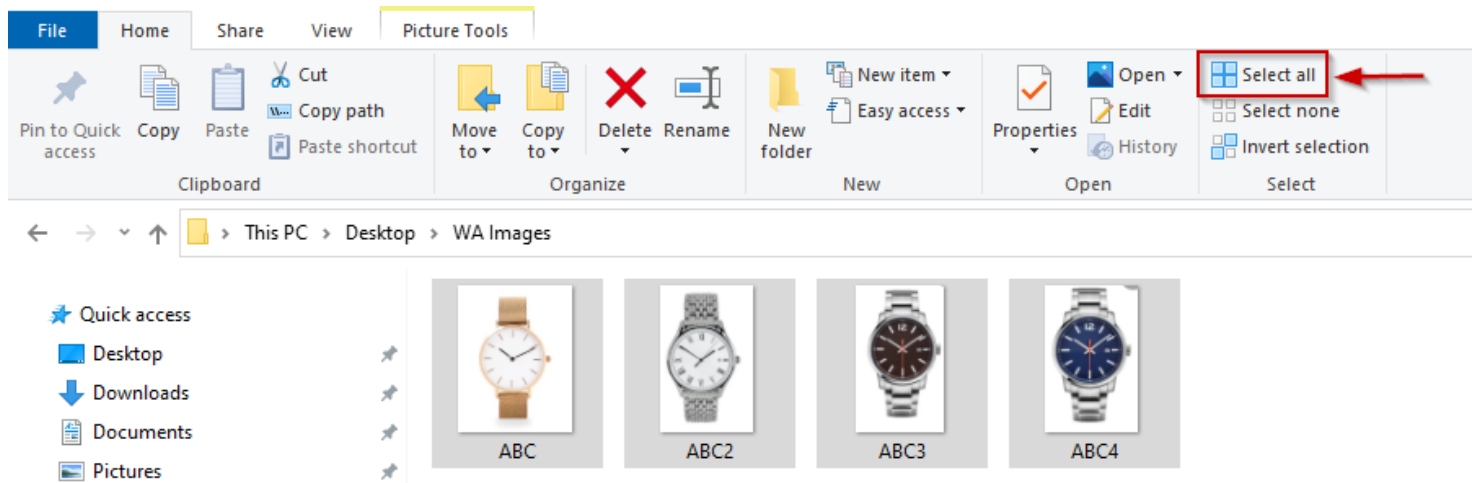 File Home Share View Picture Tools
Pin to Quick access
Copy
Paste
Cut
Copy path
Paste shortcut
Clipboard
Move to
Copy to
Delete
Rename
Organize
New folder
New item
Easy access
New
Properties
Open
Edit
History
Open
Select all
Select none
Invert selection
Select
This PC > Desktop > WA Images
Quick access
Desktop
Downloads
Documents
Pictures
ABC ABC2 ABC3 ABC4